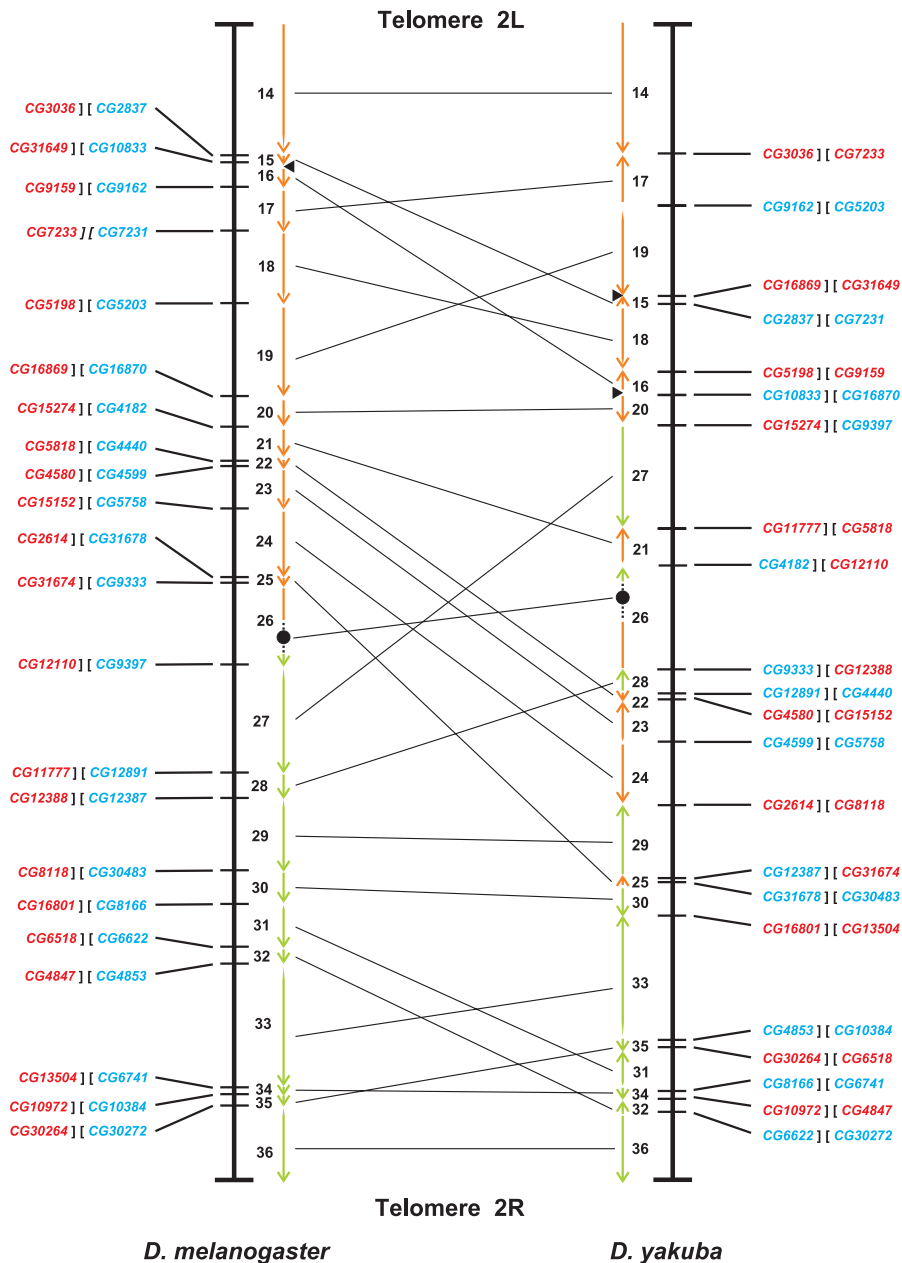 Telomere 2L
CG3036 ] [ CG2837
CG31649 ] [ CG10833
CG9159 ] [ CG9162
CG7233 ] [ CG7231
CG5198 ] [ CG5203
CG16869 ] [ CG16870
CG15274 ] [ CG4182
CG5818 ] [ CG4440
CG4580 ] [ CG4599
CG15152 ] [ CG5758
CG2614 ] [ CG31678
CG31674 ] [ CG9333
CG12110 ] [ CG9397
CG11777 ] [ CG12891
CG12388 ] [ CG12387
CG8118 ] [ CG30483
CG16801 ] [ CG8166
CG6518 ] [ CG6622
CG4847 ] [ CG4853
CG13504 ] [ CG6741
CG10972 ] [ CG10384
CG30264 ] [ CG30272
14
15
16
17
18
19
20
21
22
23
24
25
26
27
28
29
30
31
32
33
34
35
36
14
17
19
15
18
16
20
27
21
26
28
22
23
24
29
25
30
33
35
31
34
32
36
CG3036 ] [ CG7233
CG9162 ] [ CG5203
CG16869 ] [ CG31649
CG2837 ] [ CG7231
CG5198 ] [ CG9159
CG10833 ] [ CG16870
CG15274 ] [ CG9397
CG11777 ] [ CG5818
CG4182 ] [ CG12110
CG9333 ] [ CG12388
CG12891 ] [ CG4440
CG4580 ] [ CG15152
CG4599 ] [ CG5758
CG2614 ] [ CG8118
CG12387 ] [ CG31674
CG31678 ] [ CG30483
CG16801 ] [ CG13504
CG4853 ] [ CG10384
CG30264 ] [ CG6518
CG8166 ] [ CG6741
CG10972 ] [ CG4847
CG6622 ] [ CG30272
Telomere 2R
D. melanogaster
D. yakuba